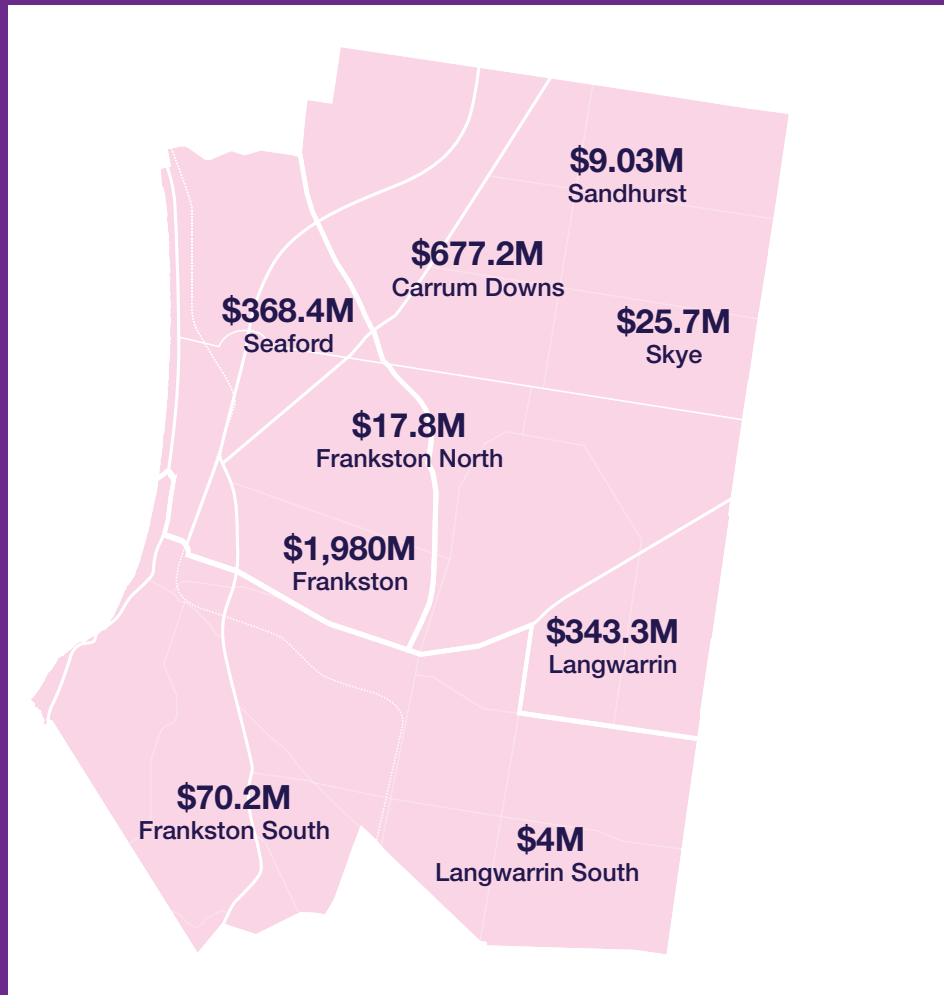 $9.03M
Sandhurst
$677.2M
Carrum Downs
$368.4M
Seaford
$25.7M
Skye
$17.8M
Frankston North
$1,980M
Frankston
$343.3M
Langwarrin
$70.2M
Frankston South
$4M
Langwarrin South